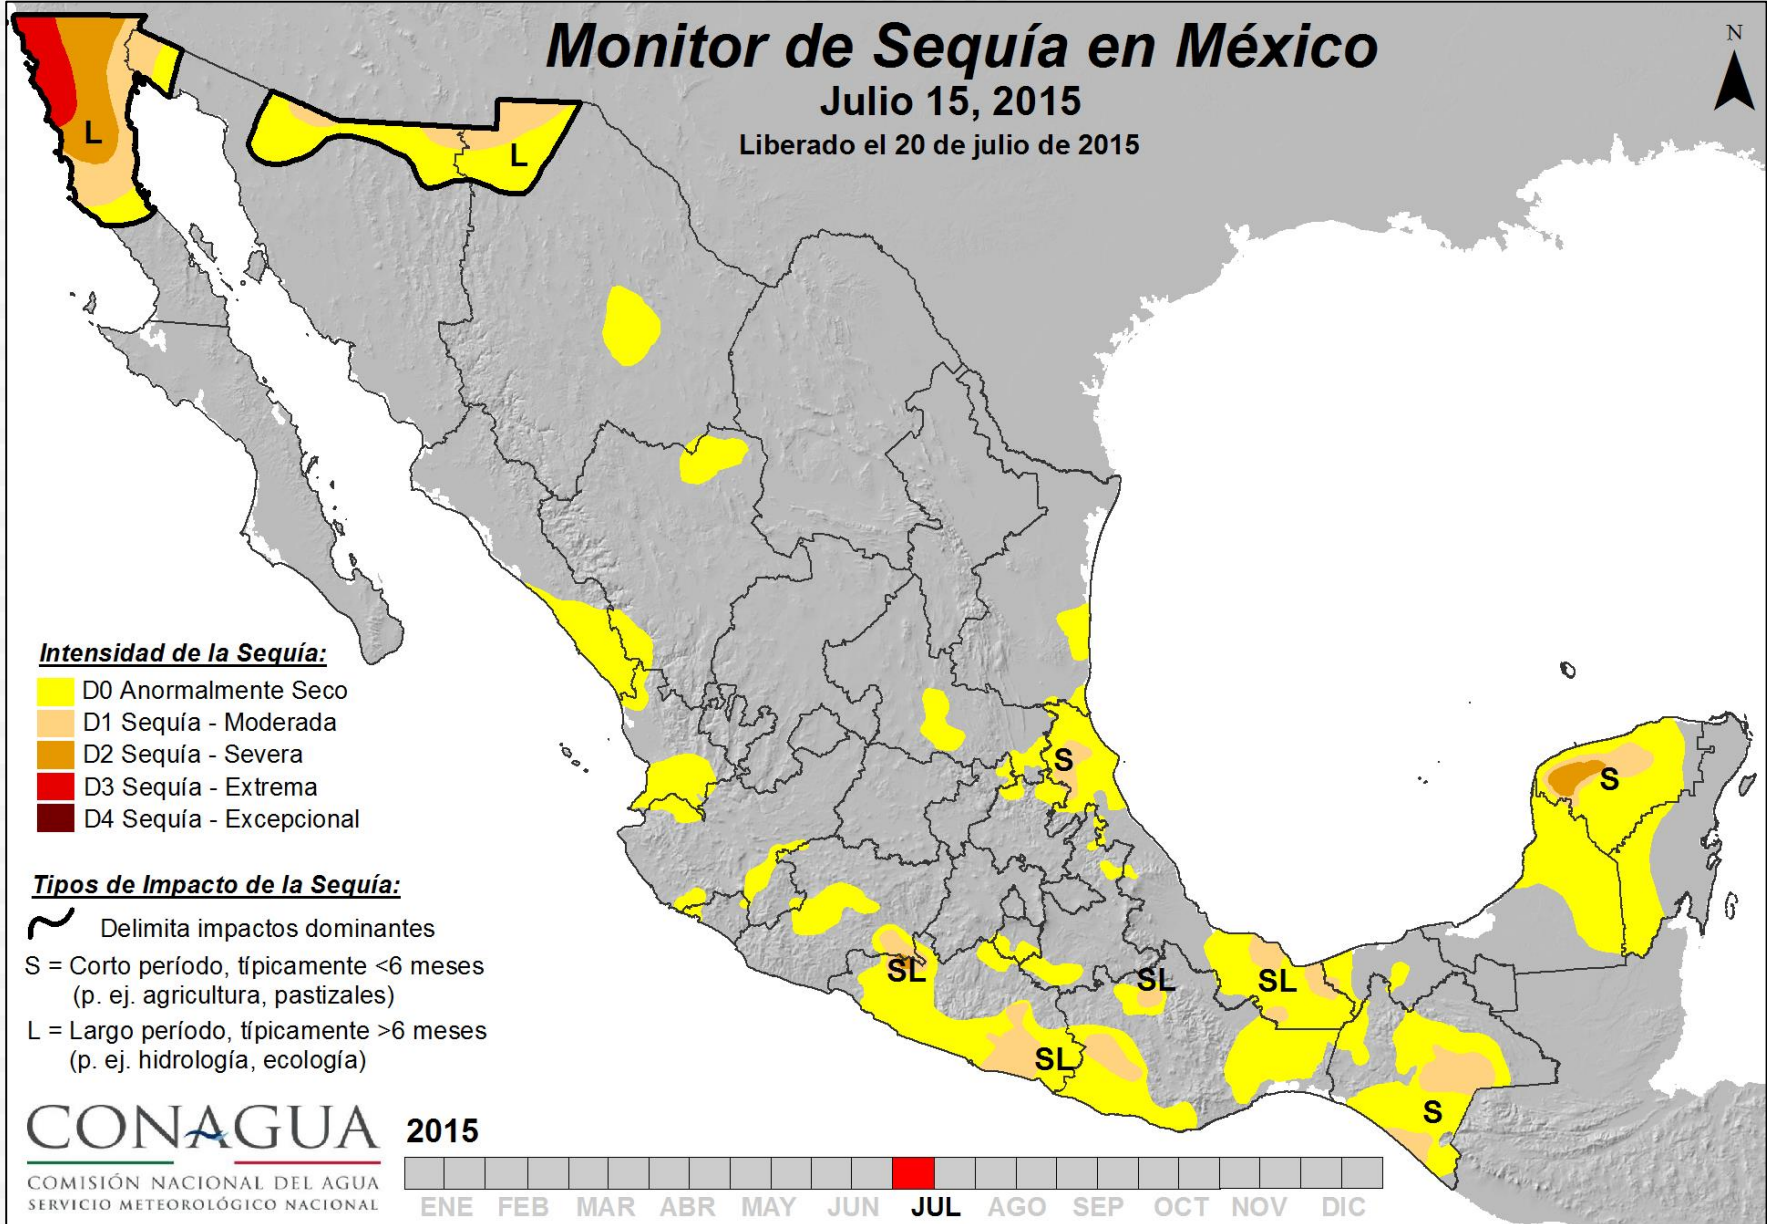 Monitor de Sequía en México
Julio 15, 2015
Liberado el 20 de julio de 2015
N
L
L
S
S
SL
SL
SL
SL
S
Intensidad de la Sequía:
D0 Anormalmente Seco
D1 Sequía - Moderada
D2 Sequía - Severa
D3 Sequía - Extrema
D4 Sequía - Excepcional
Tipos de Impacto de la Sequía:
Delimita impactos dominantes
S = Corto período, típicamente <6 meses
(p. ej. agricultura, pastizales)
L = Largo período, típicamente >6 meses
(p. ej. hidrología, ecología)
CONAGUA
COMISIÓN NACIONAL DEL AGUA
SERVICIO METEOROLÓGICO NACIONAL
2015
ENE FEB MAR ABR MAY JUN JUL AGO SEP OCT NOV DIC